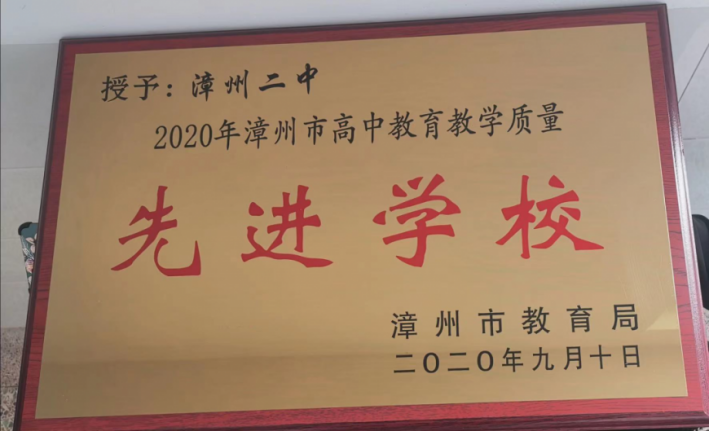 授予：漳州二中
2020年漳州市高中教育教学质量
先进学校
漳州市教育局
二〇二〇年九月十日